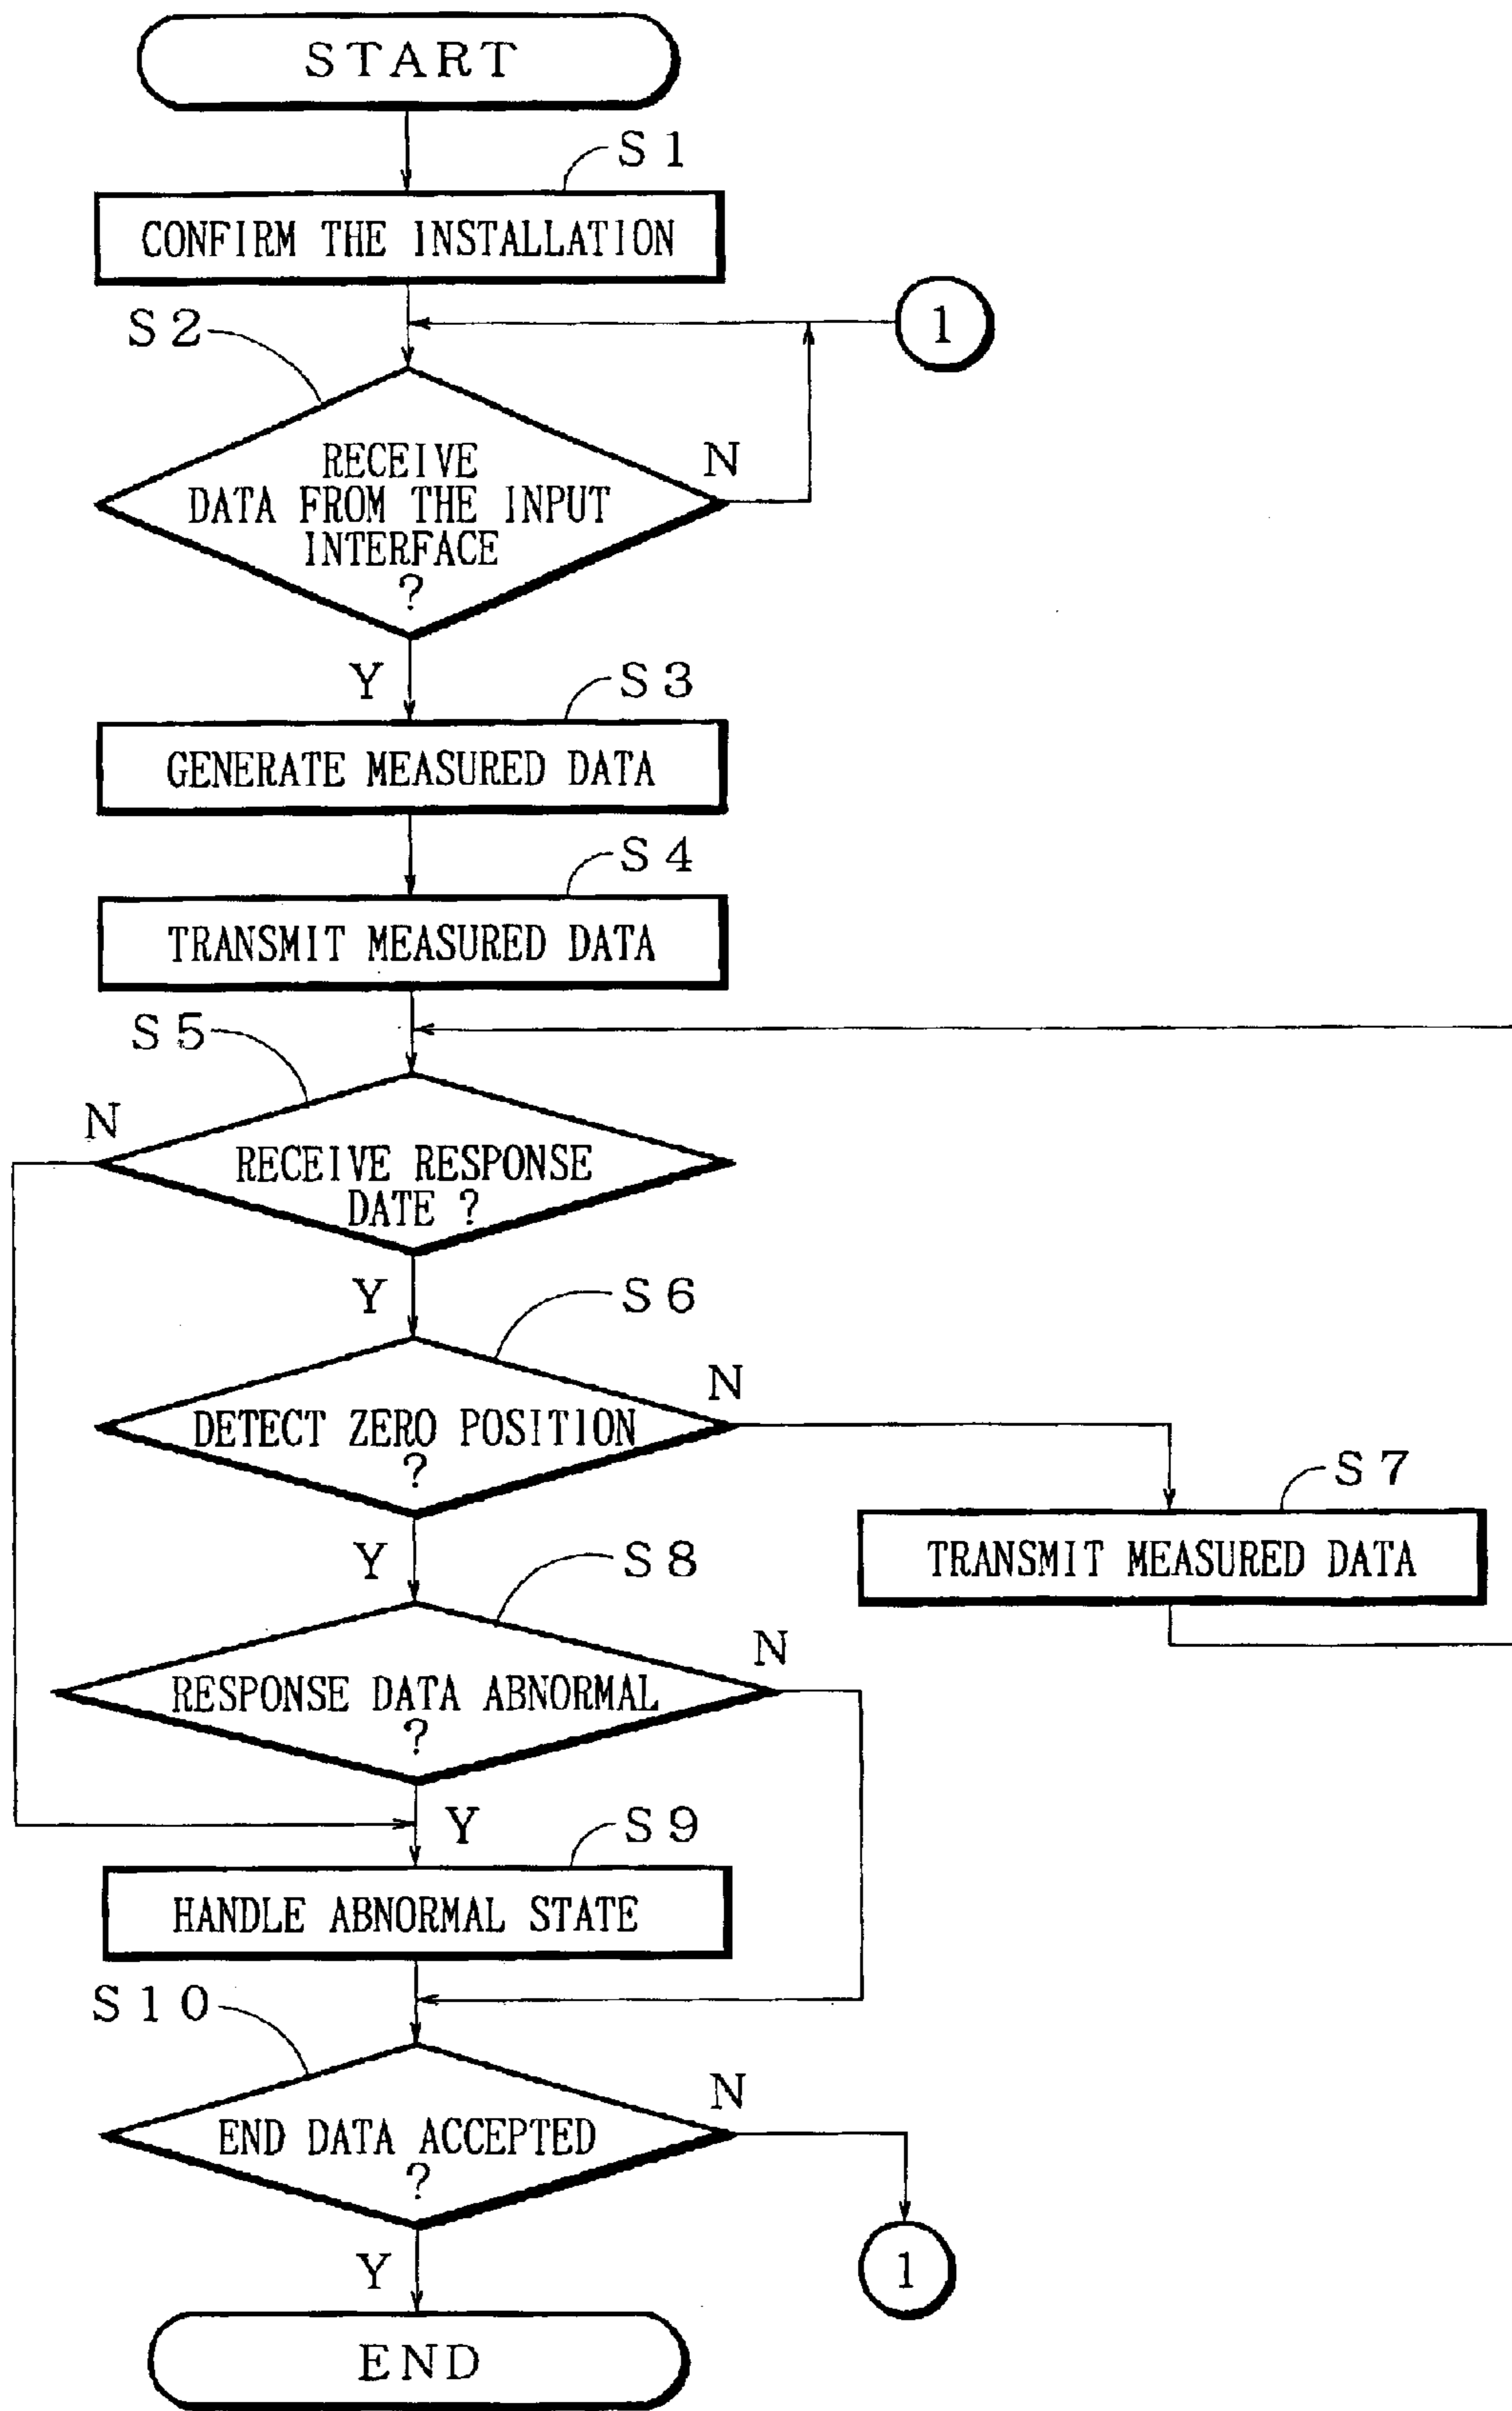 START
S1
CONFIRM THE INSTALLATION
1
S2
RECEIVE
DATA FROM THE INPUT
INTERFACE
?
N
Y
S3
GENERATE MEASURED DATA
S4
TRANSMIT MEASURED DATA
S5
N
RECEIVE RESPONSE
DATE ?
Y
S6
N
DETECT ZERO POSITION
?
S7
TRANSMIT MEASURED DATA
Y
S8
N
RESPONSE DATA ABNORMAL
?
Y
S9
HANDLE ABNORMAL STATE
S10
N
END DATA ACCEPTED
?
Y
1
END